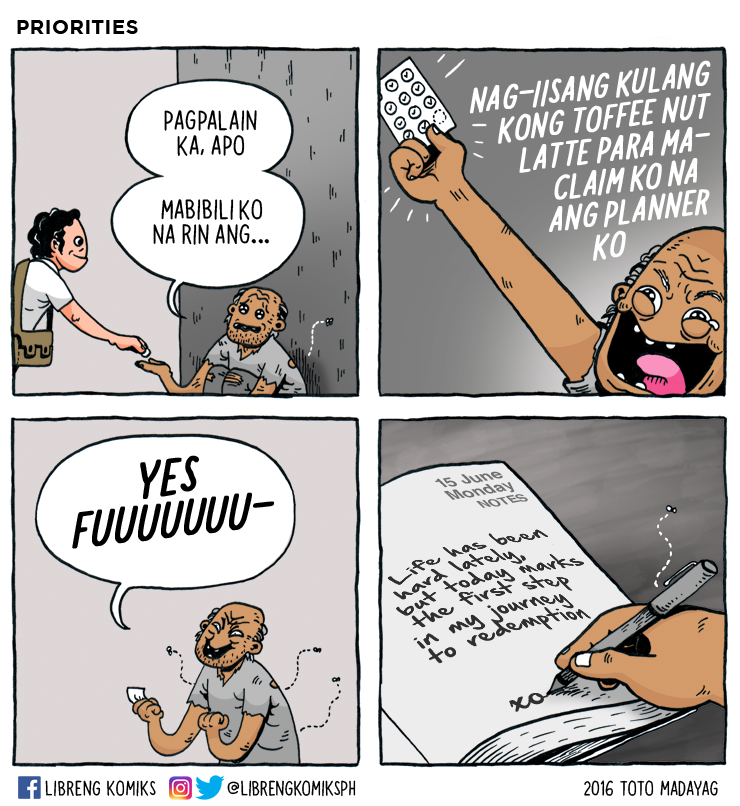 PRIORITIES
PAGPALAIN
KA, APO
MABIBILI KO
NA RIN ANG...
NAG-IISANG KULANG
KONG TOFFEE NUT
LATTE PARA MA-
CLAIM KO NA
ANG PLANNER
KO
YES
FUUUUUUU-
15 June
Monday
NOTES
Life has been
hard lately,
but today marks
the first step
in my journey
to redemption
xo
LIBRENG KOMIKS
@LIBRENGKOMIKSPH
2016 TOTO MADAYAG